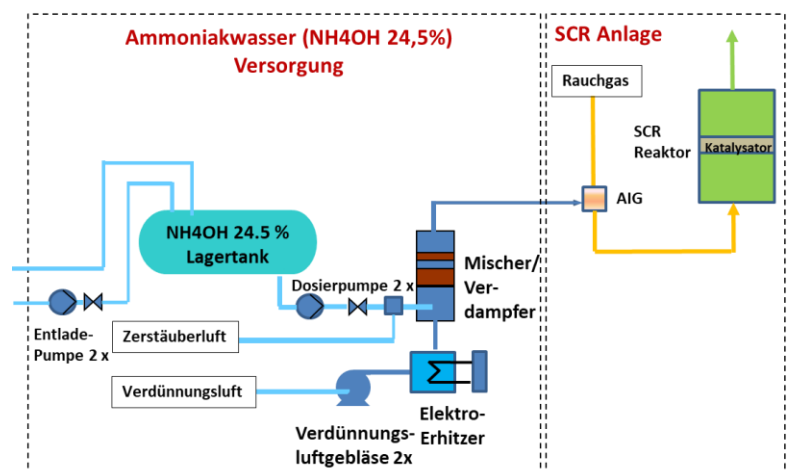 Ammoniakwasser (NH4OH 24,5%)
Versorgung
SCR Anlage
Rauchgas
SCR
Reaktor
Katalysator
AIG
NH4OH 24.5 %
Lagertank
Mischer/
Ver-
dampfer
Dosierpumpe 2 x
Entlade-
Pumpe 2 x
Zerstäuberluft
Verdünnungsluft
Elektro-
Erhitzer
Verdünnungs-
luftgebläse 2x